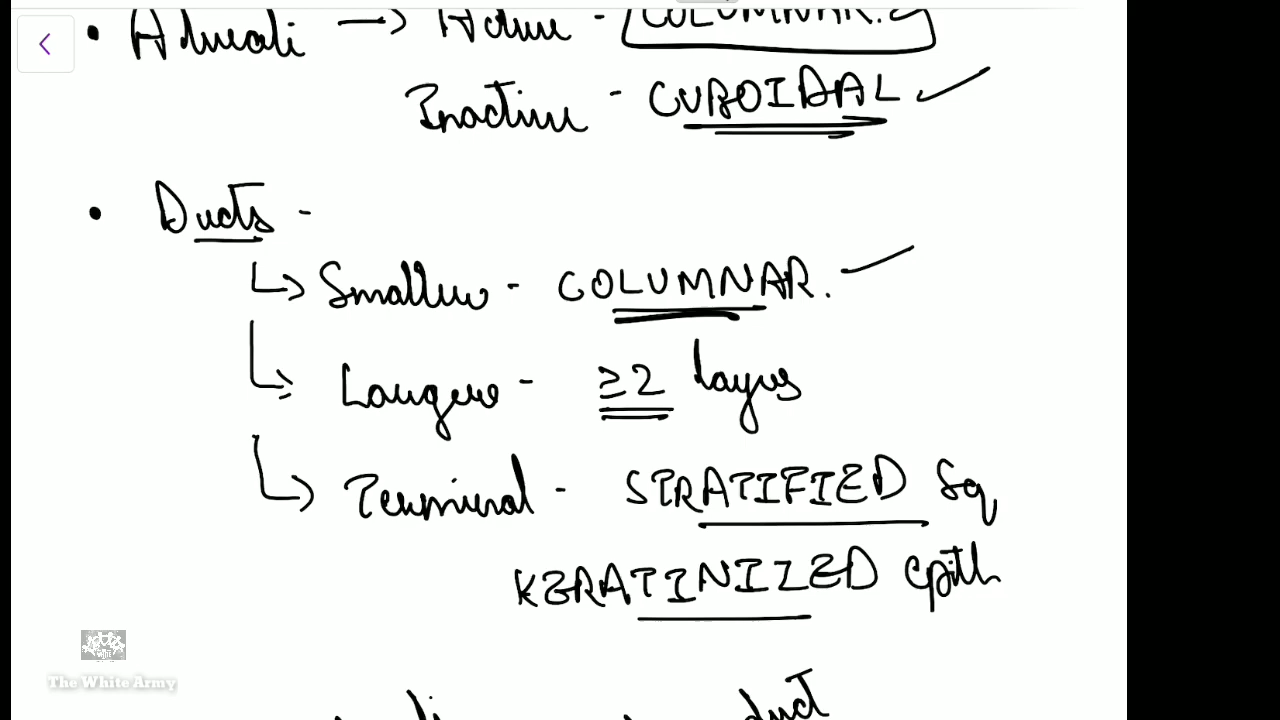 • Alveoli → Active - COLUMNAR.
Inactive - CUBOIDAL
• Ducts -
Smaller - COLUMNAR.
Larger - ≥2 layers
Terminal - STRATIFIED Sq
KERATINIZED epith
duct
The White Army